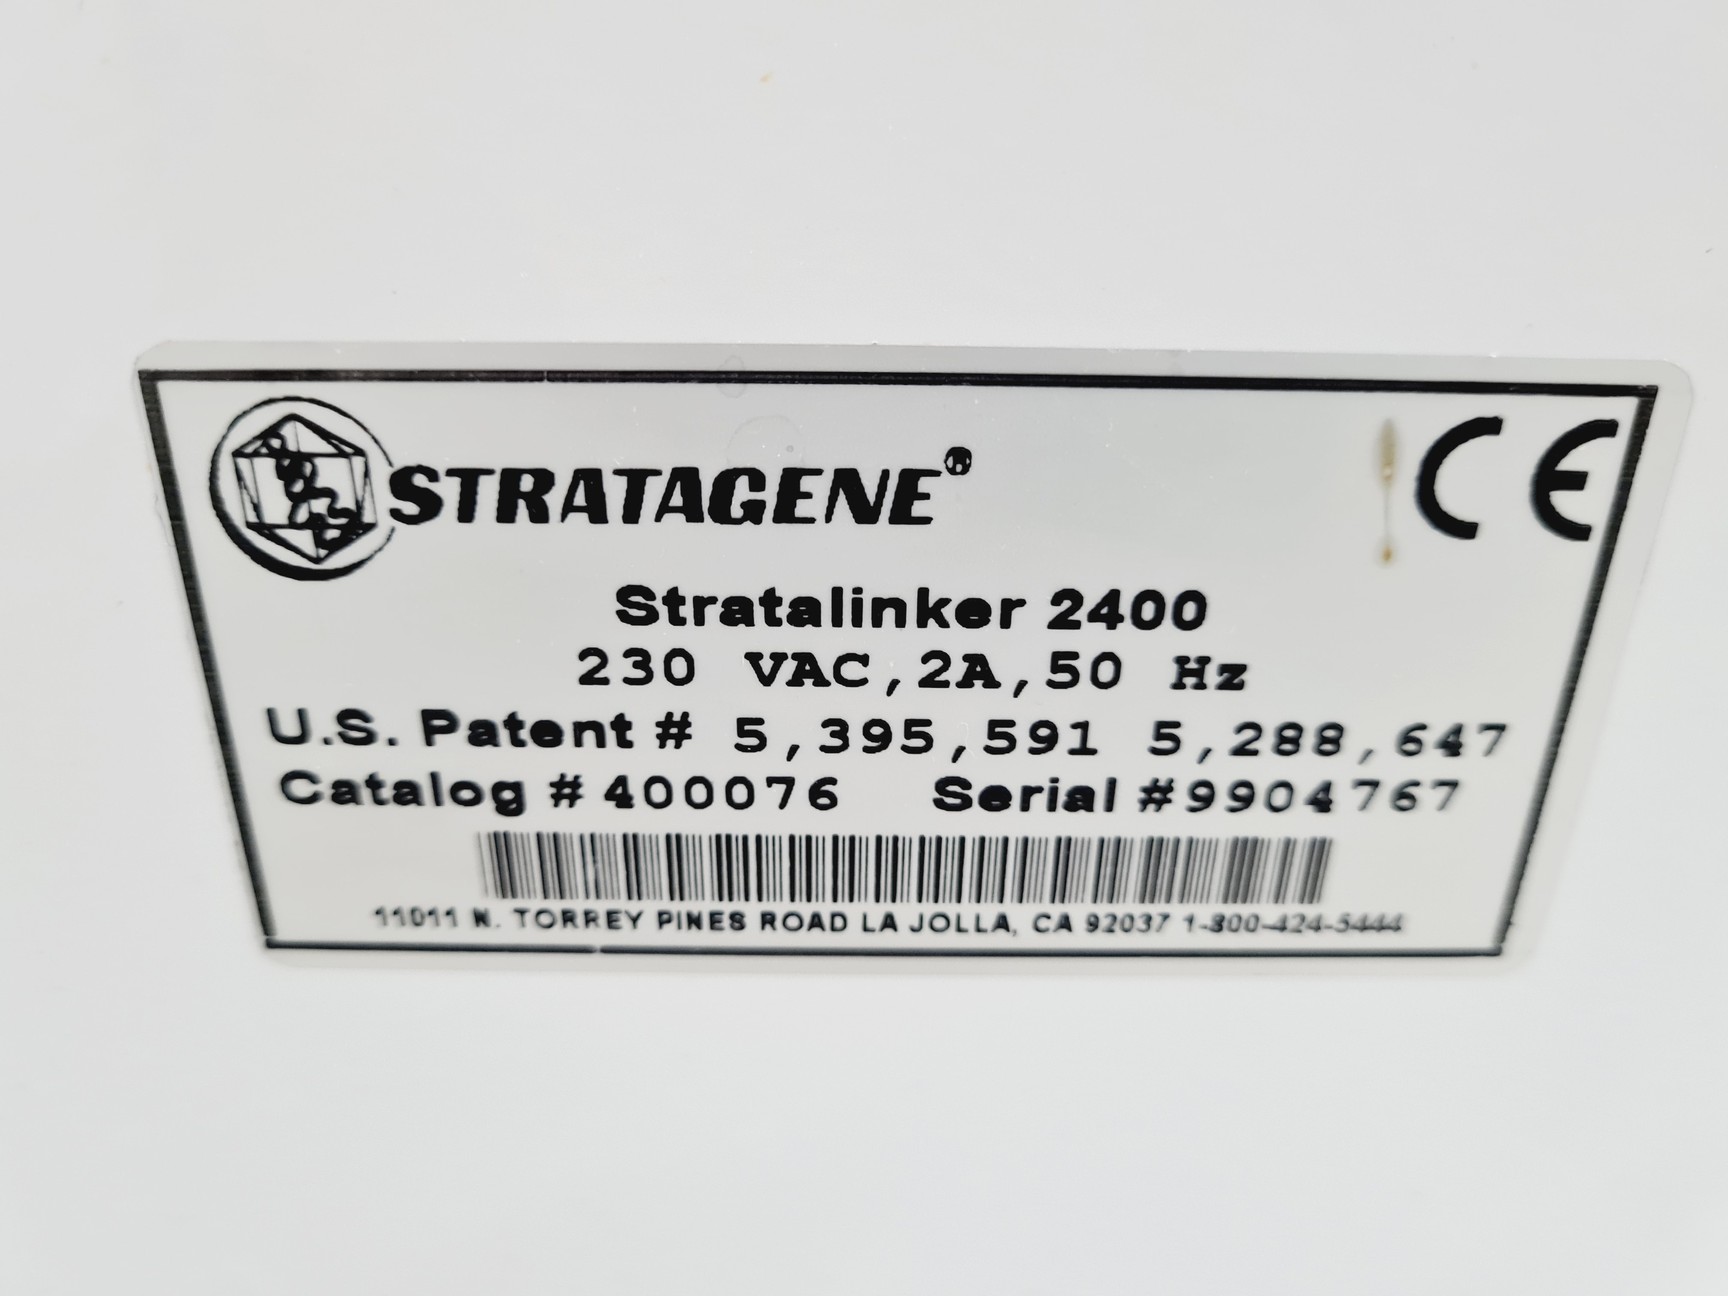 STRATAGENE® CE
Stratalinker 2400
230 VAC,2A,50 Hz
U.S. Patent # 5,395,591 5,288,647
Catalog #400076 Serial #9904767
11011 N. TORREY PINES ROAD LA JOLLA, CA 92037 1-800-424-5444